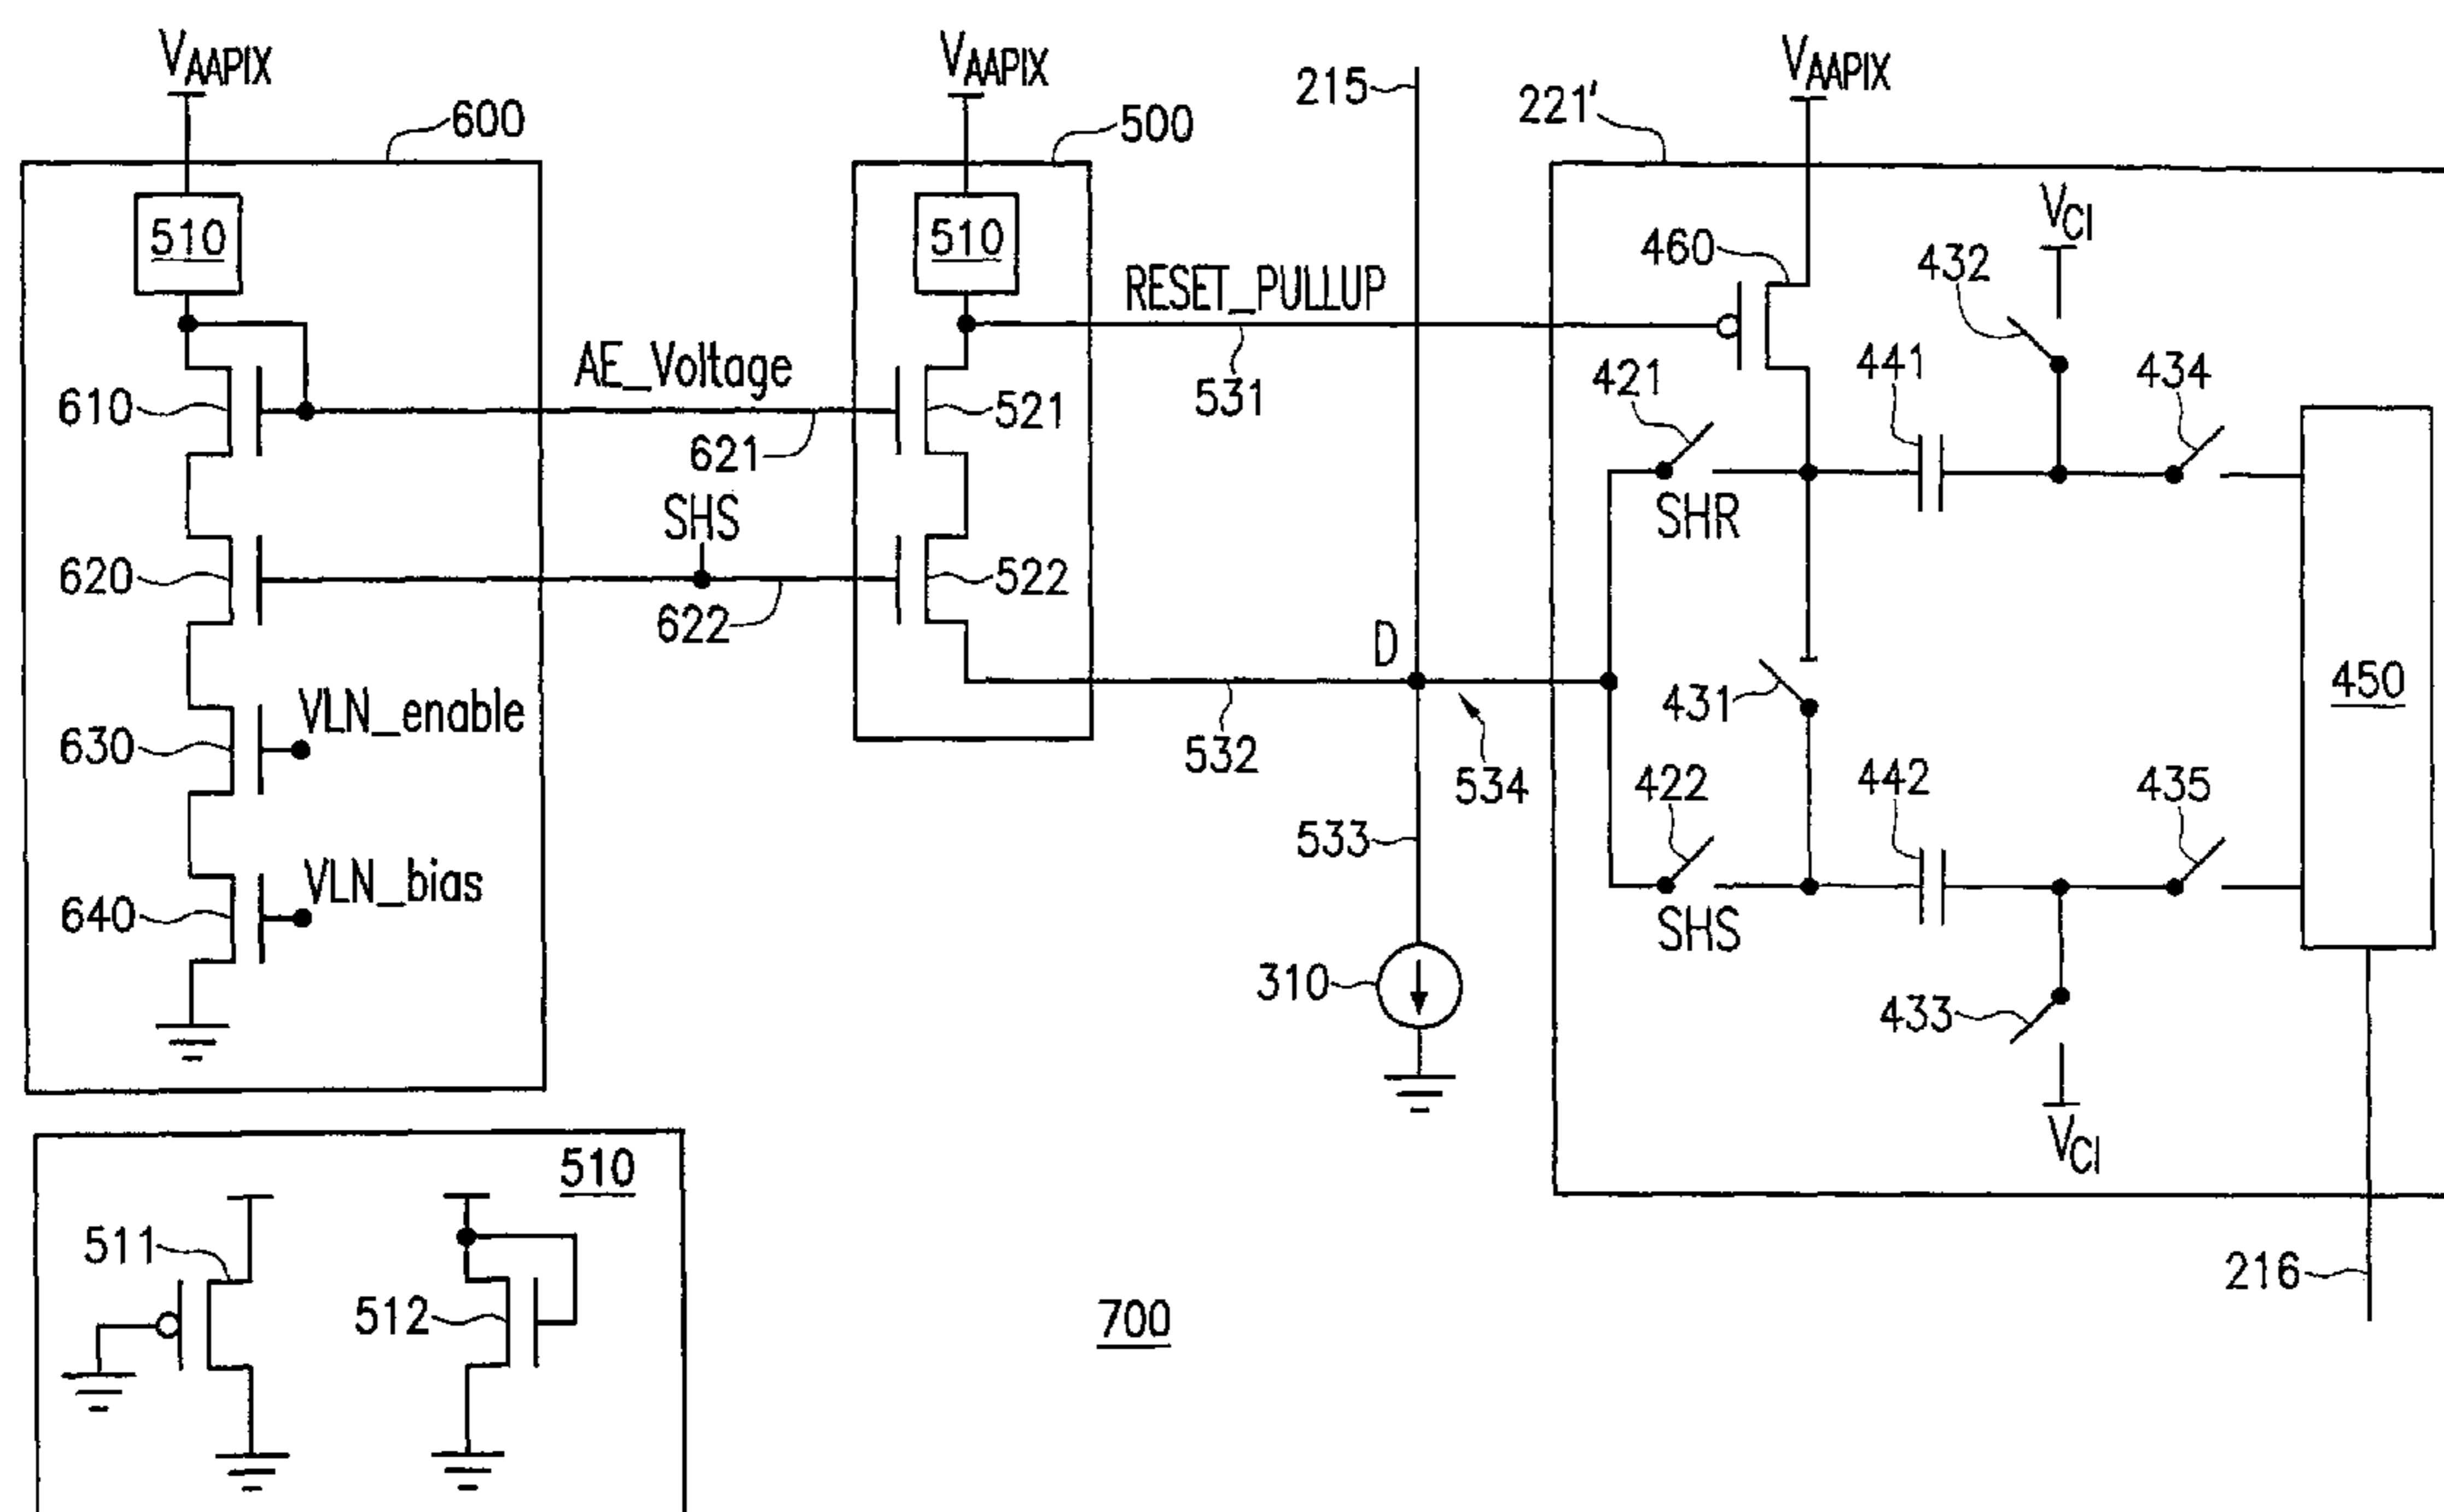 VAAPIX
VAAPIX
VAAPIX
600
500
215
221'
510
510
VCI
460
432
RESET_PULLUP
AE_Voltage
531
421
441
434
610
521
621
SHS
SHR
620
522
622
D
VLN_enable
630
532
534
431
450
422
442
435
533
VLN_bias
640
SHS
310
433
VCI
510
511
512
700
216